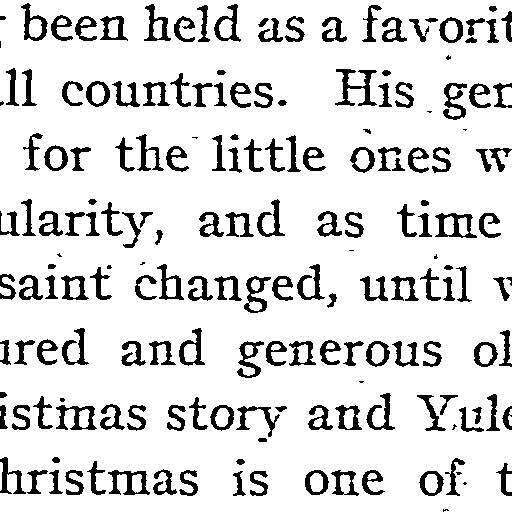 been held as a favorit
ll countries. His gen
for the little ones w
ularity, and as time
saint changed, until w
ured and generous ol
istmas story and Yule
hristmas is one of t